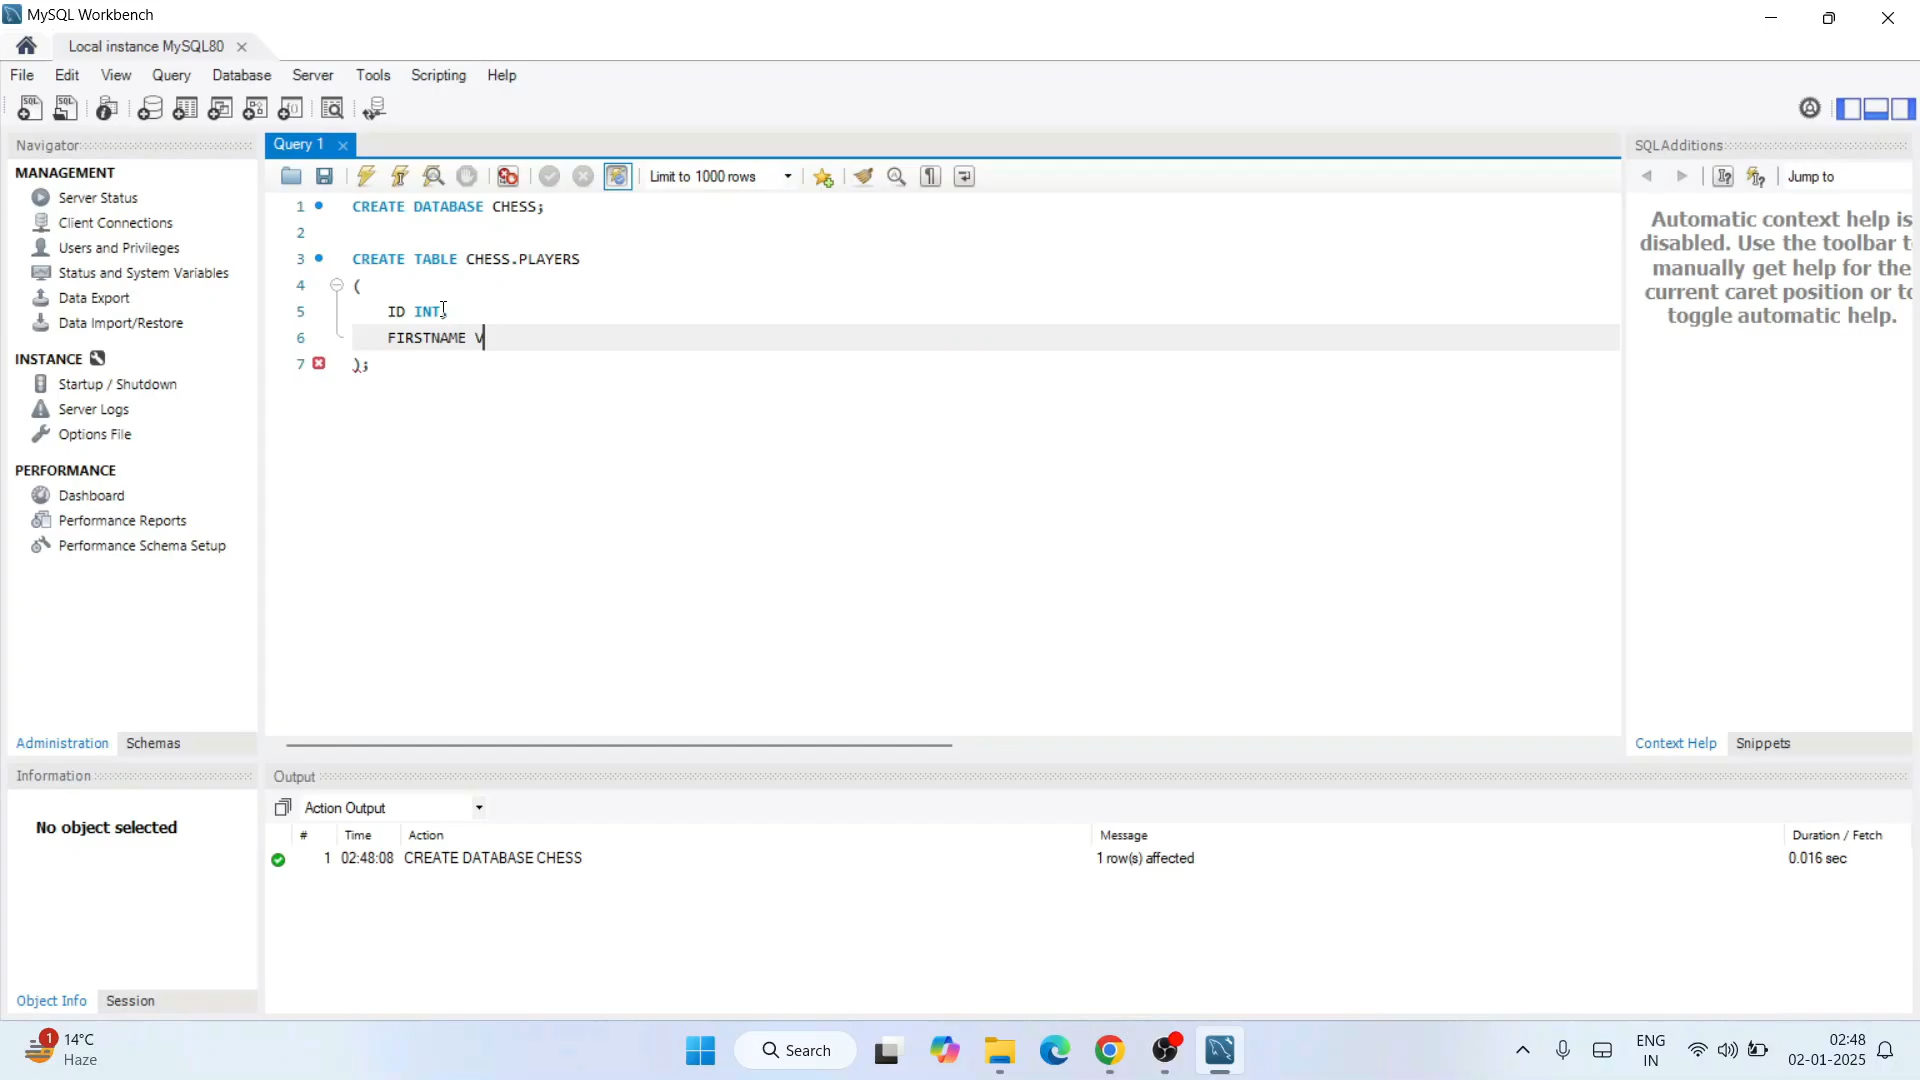 MySQL Workbench
Local instance MySQL80
File Edit View Query Database Server Tools Scripting Help
Navigator
MANAGEMENT
Server Status
Client Connections
Users and Privileges
Status and System Variables
Data Export
Data Import/Restore
INSTANCE
Startup / Shutdown
Server Logs
Options File
PERFORMANCE
Dashboard
Performance Reports
Performance Schema Setup
Administration Schemas
Information
No object selected
Object Info Session
Query 1
Limit to 1000 rows
1 CREATE DATABASE CHESS;
2
3 CREATE TABLE CHESS.PLAYERS
4 (
5 ID INT,
6 FIRSTNAME V
7 );
SQLAdditions
Jump to
Automatic context help is
disabled. Use the toolbar t
manually get help for the
current caret position or to
toggle automatic help.
Context Help Snippets
Output
Action Output
# Time Action Message Duration / Fetch
1 02:48:08 CREATE DATABASE CHESS 1 row(s) affected 0.016 sec
1
14°C
Haze
Search
ENG
IN
02:48
02-01-2025